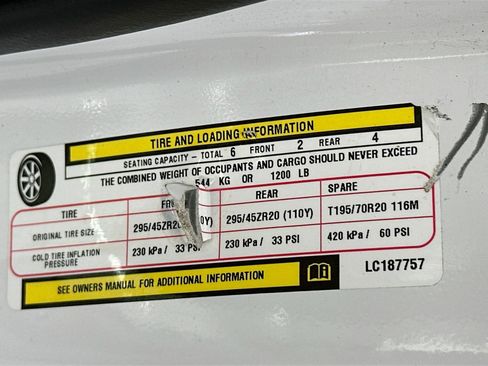 TIRE AND LOADING INFORMATION
SEATING CAPACITY - TOTAL 6 FRONT 2 REAR 4
THE COMBINED WEIGHT OF OCCUPANTS AND CARGO SHOULD NEVER EXCEED
544 KG OR 1200 LB
TIRE REAR SPARE
ORIGINAL TIRE SIZE 295/45ZR20 295/45ZR20 (110Y) T195/70R20 116M
COLD TIRE INFLATION PRESSURE 230 kPa / 33 PSI 230 kPa / 33 PSI 420 kPa / 60 PSI
SEE OWNERS MANUAL FOR ADDITIONAL INFORMATION LC187757